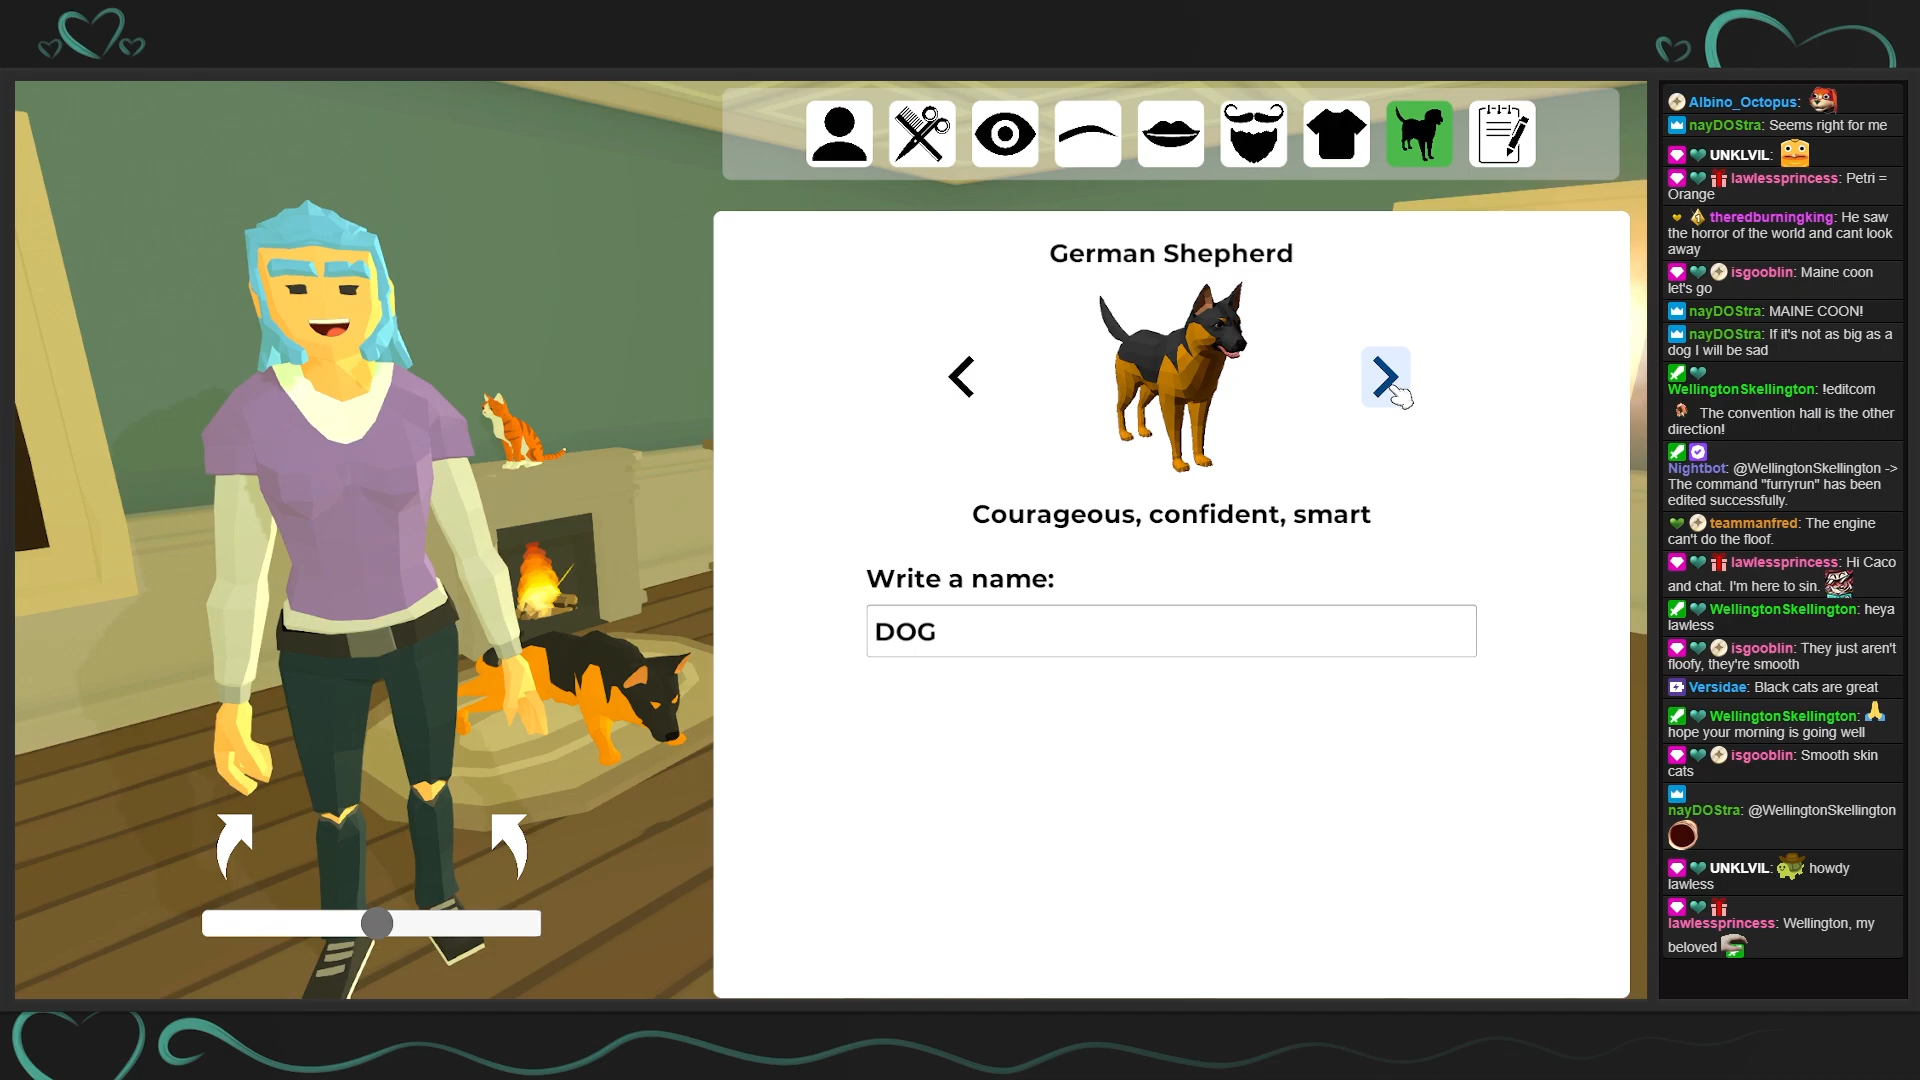 German Shepherd
Courageous, confident, smart
Write a name:
DOG
Albino_Octopus:
nayDOStra: Seems right for me
UNKLVIL:
lawlessprincess: Petri =
Orange
theredburningking: He saw
the horror of the world and cant look
away
isgooblin: Maine coon
let's go
nayDOStra: MAINE COON!
nayDOStra: If it's not as big as a
dog I will be sad
WellingtonSkellington: !editcom
The convention hall is the other
direction!
Nightbot: @WellingtonSkellington ->
The command "furryrun" has been
edited successfully.
teammanfred: The engine
can't do the floof.
lawlessprincess: Hi Caco
and chat. I'm here to sin.
WellingtonSkellington: heya
lawless
isgooblin: They just aren't
floofy, they're smooth
Versidae: Black cats are great
WellingtonSkellington:
hope your morning is going well
isgooblin: Smooth skin
cats
nayDOStra: @WellingtonSkellington
UNKLVIL: howdy
lawless
lawlessprincess: Wellington, my
beloved